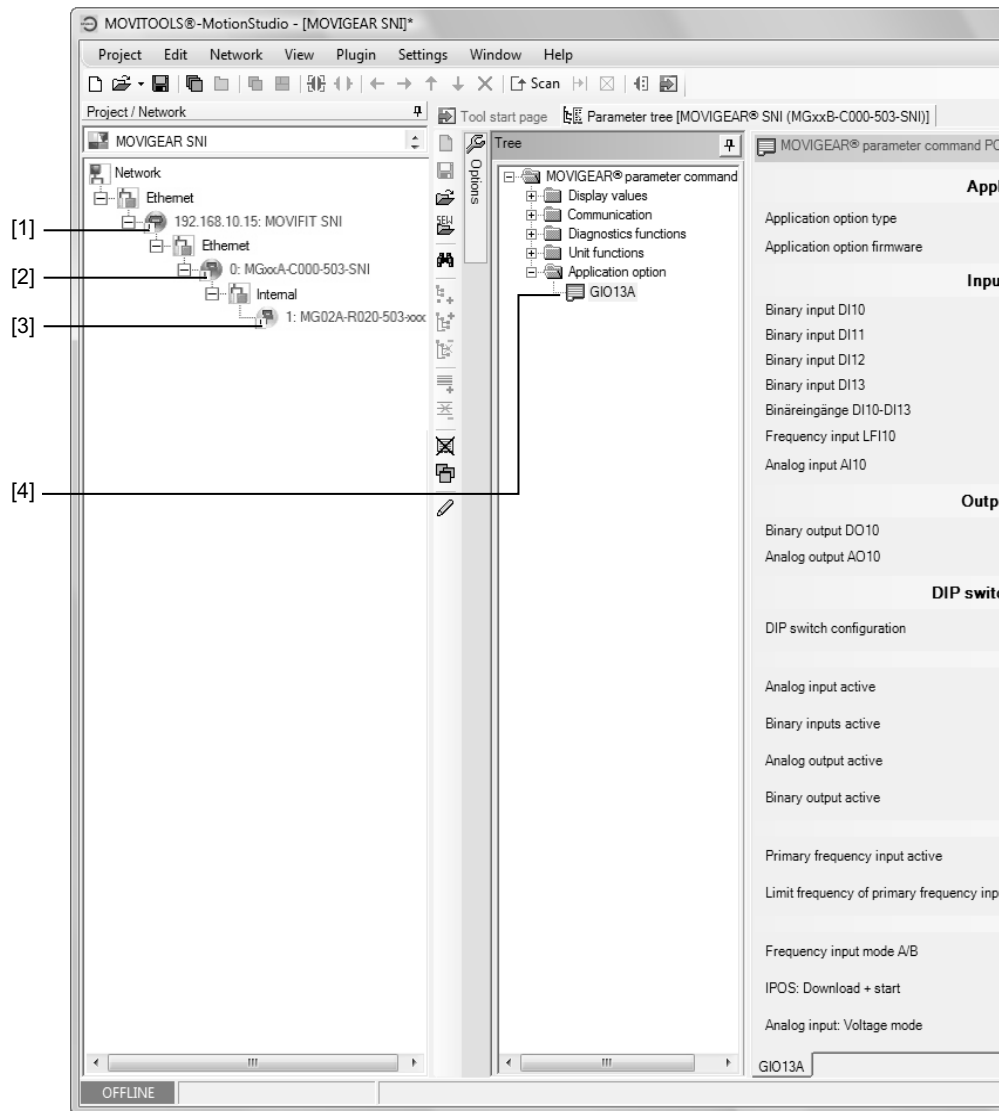 MOVITOOLS®-MotionStudio - [MOVIGEAR SNI]*
Project Edit Network View Plugin Settings Window Help
Scan
Project / Network
Tool start page
Parameter tree [MOVIGEAR® SNI (MGxxB-C000-503-SNI)]
MOVIGEAR SNI
Network
Ethernet
[1]
192.168.10.15: MOVIFIT SNI
Ethernet
[2]
0: MGxxA-C000-503-SNI
Internal
[3]
1: MG02A-R020-503-xxx
[4]
Options
SEW
Tree
MOVIGEAR® parameter command
Display values
Communication
Diagnostics functions
Unit functions
Application option
GIO13A
MOVIGEAR® parameter command PO
Appl
Application option type
Application option firmware
Inpu
Binary input DI10
Binary input DI11
Binary input DI12
Binary input DI13
Binäreingänge DI10-DI13
Frequency input LFI10
Analog input AI10
Outp
Binary output DO10
Analog output AO10
DIP switc
DIP switch configuration
Analog input active
Binary inputs active
Analog output active
Binary output active
Primary frequency input active
Limit frequency of primary frequency inp
Frequency input mode A/B
IPOS: Download + start
Analog input: Voltage mode
GIO13A
OFFLINE